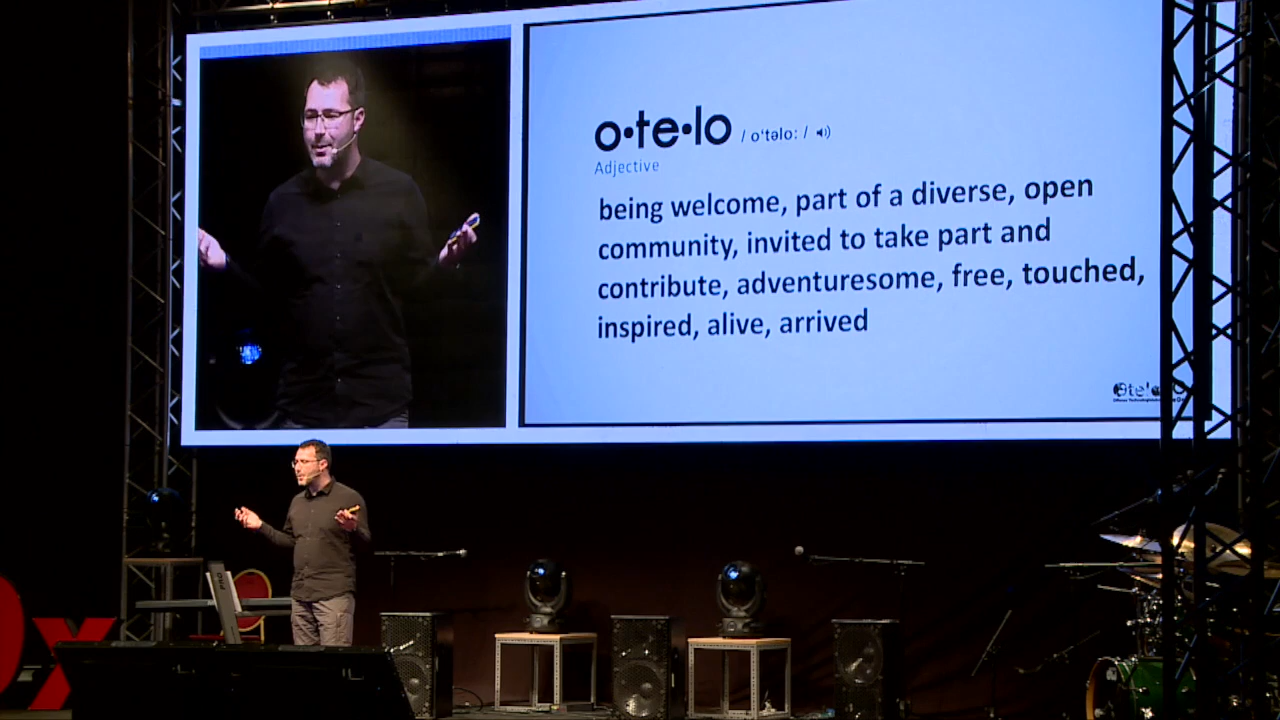 o·te·lo / o'təlo: /
Adjective
being welcome, part of a diverse, open
community, invited to take part and
contribute, adventuresome, free, touched,
inspired, alive, arrived
x